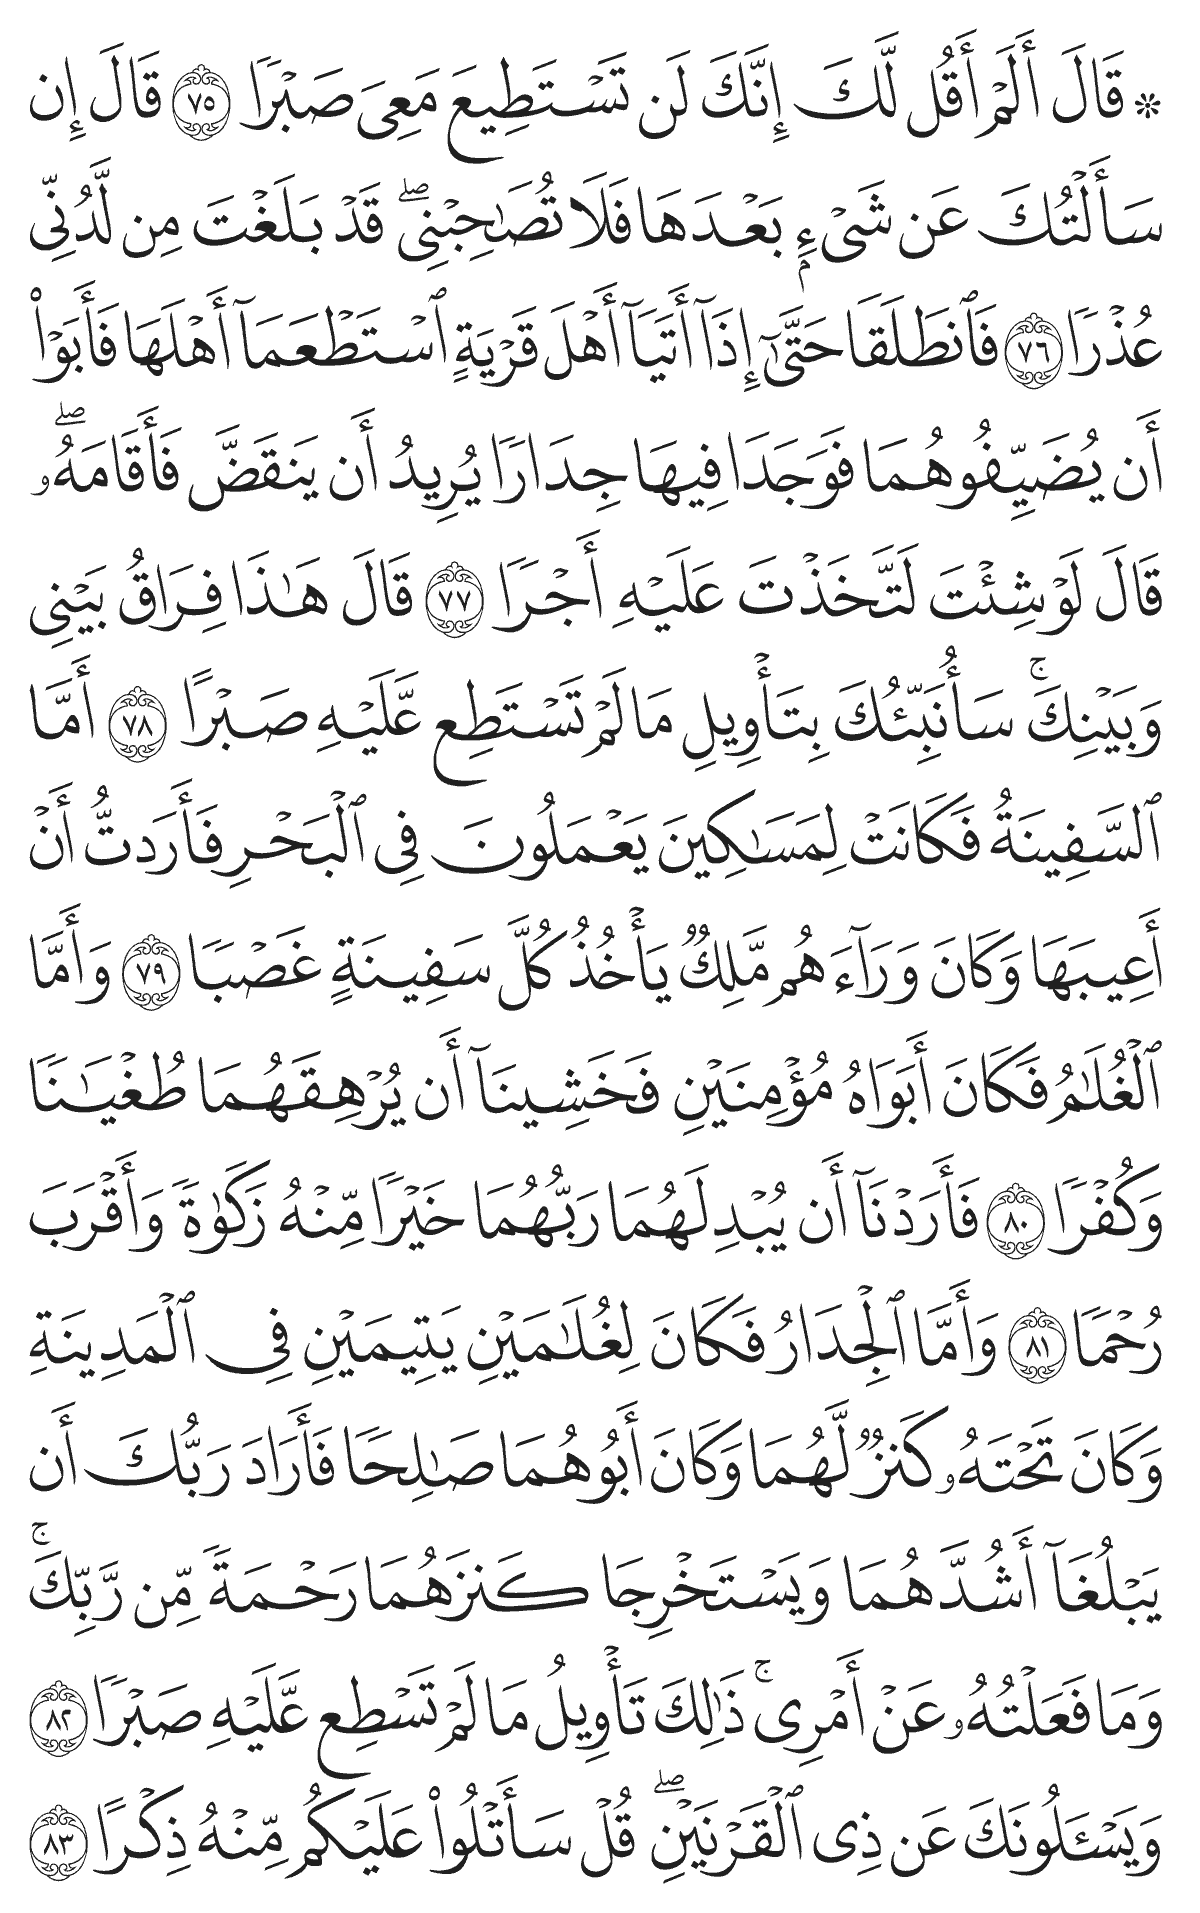 ۞ قَالَ أَلَمۡ أَقُل لَّكَ إِنَّكَ لَن تَسۡتَطِيعَ مَعِيَ صَبۡرٗا ٧٥ قَالَ إِن
سَأَلۡتُكَ عَن شَيۡءِۭ بَعۡدَهَا فَلَا تُصَٰحِبۡنِيۖ قَدۡ بَلَغۡتَ مِن لَّدُنِّي
عُذۡرٗا ٧٦ فَٱنطَلَقَا حَتَّىٰٓ إِذَآ أَتَيَآ أَهۡلَ قَرۡيَةٍ ٱسۡتَطۡعَمَآ أَهۡلَهَا فَأَبَوۡاْ
أَن يُضَيِّفُوهُمَا فَوَجَدَا فِيهَا جِدَارٗا يُرِيدُ أَن يَنقَضَّ فَأَقَامَهُۥۖ
قَالَ لَوۡ شِئۡتَ لَتَّخَذۡتَ عَلَيۡهِ أَجۡرٗا ٧٧ قَالَ هَٰذَا فِرَاقُ بَيۡنِي
وَبَيۡنِكَۚ سَأُنَبِّئُكَ بِتَأۡوِيلِ مَا لَمۡ تَسۡتَطِع عَّلَيۡهِ صَبۡرًا ٧٨ أَمَّا
ٱلسَّفِينَةُ فَكَانَتۡ لِمَسَٰكِينَ يَعۡمَلُونَ فِي ٱلۡبَحۡرِ فَأَرَدتُّ أَنۡ
أَعِيبَهَا وَكَانَ وَرَآءَهُم مَّلِكٞ يَأۡخُذُ كُلَّ سَفِينَةٍ غَصۡبٗا ٧٩ وَأَمَّا
ٱلۡغُلَٰمُ فَكَانَ أَبَوَاهُ مُؤۡمِنَيۡنِ فَخَشِينَآ أَن يُرۡهِقَهُمَا طُغۡيَٰنٗا
وَكُفۡرٗا ٨٠ فَأَرَدۡنَآ أَن يُبۡدِلَهُمَا رَبُّهُمَا خَيۡرٗا مِّنۡهُ زَكَوٰةٗ وَأَقۡرَبَ
رُحۡمٗا ٨١ وَأَمَّا ٱلۡجِدَارُ فَكَانَ لِغُلَٰمَيۡنِ يَتِيمَيۡنِ فِي ٱلۡمَدِينَةِ
وَكَانَ تَحۡتَهُۥ كَنزٞ لَّهُمَا وَكَانَ أَبُوهُمَا صَٰلِحٗا فَأَرَادَ رَبُّكَ أَن
يَبۡلُغَآ أَشُدَّهُمَا وَيَسۡتَخۡرِجَا كَنزَهُمَا رَحۡمَةٗ مِّن رَّبِّكَۚ
وَمَا فَعَلۡتُهُۥ عَنۡ أَمۡرِيۚ ذَٰلِكَ تَأۡوِيلُ مَا لَمۡ تَسۡطِع عَّلَيۡهِ صَبۡرٗا ٨٢
وَيَسۡـَٔلُونَكَ عَن ذِي ٱلۡقَرۡنَيۡنِۖ قُلۡ سَأَتۡلُواْ عَلَيۡكُم مِّنۡهُ ذِكۡرًا ٨٣